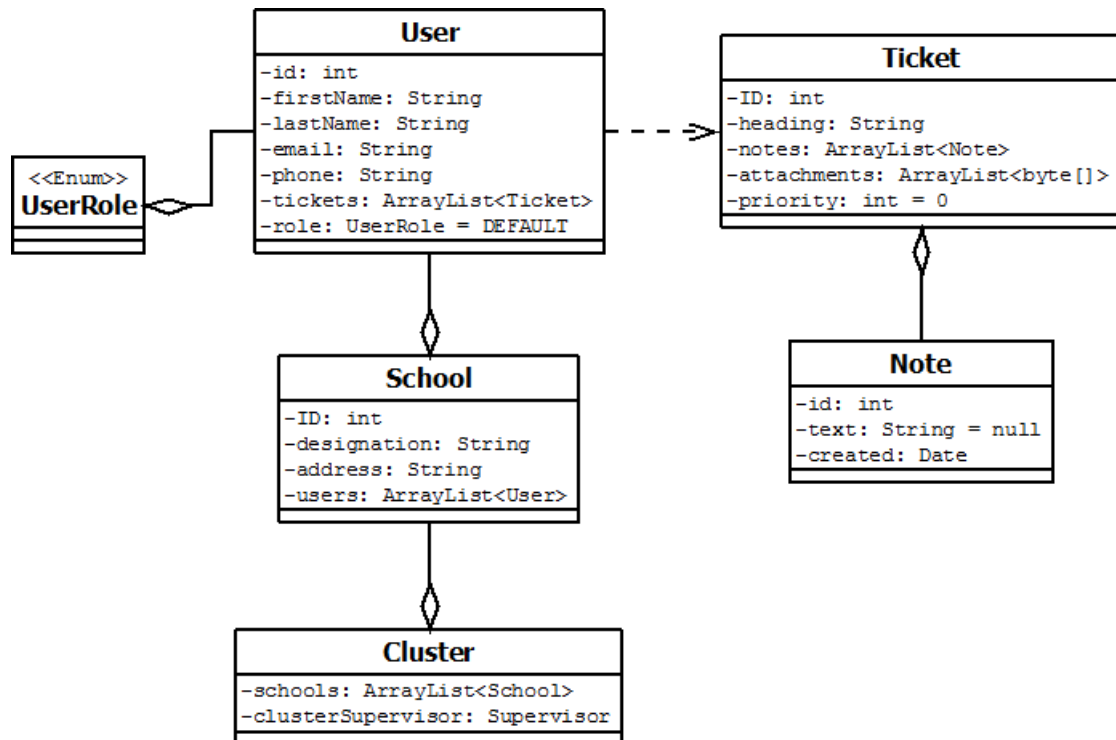 User
-id: int
-firstName: String
-lastName: String
-email: String
-phone: String
-tickets: ArrayList<Ticket>
-role: UserRole = DEFAULT
Ticket
-ID: int
-heading: String
-notes: ArrayList<Note>
-attachments: ArrayList<byte[]>
-priority: int = 0
<<Enum>>
UserRole
School
-ID: int
-designation: String
-address: String
-users: ArrayList<User>
Note
-id: int
-text: String = null
-created: Date
Cluster
-schools: ArrayList<School>
-clusterSupervisor: Supervisor